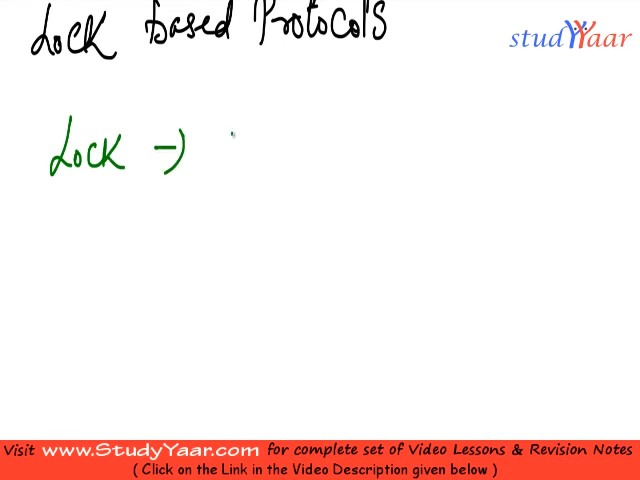 Lock based Protocols
studYYaar
Lock →
Visit www.StudyYaar.com for complete set of Video Lessons & Revision Notes
( Click on the Link in the Video Description given below )